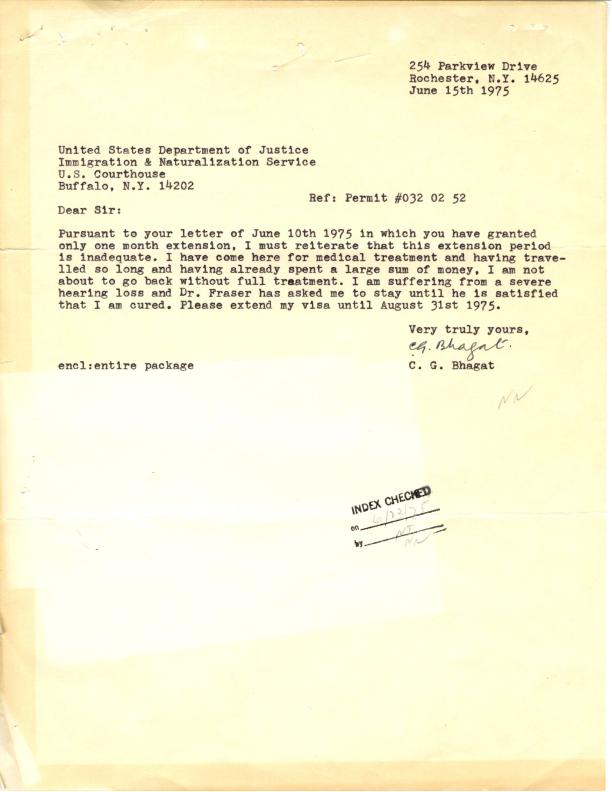 254 Parkview Drive
Rochester, N.Y. 14625
June 15th 1975
United States Department of Justice
Immigration & Naturalization Service
U.S. Courthouse
Buffalo, N.Y. 14202
Ref: Permit #032 02 52
Dear Sir:
Pursuant to your letter of June 10th 1975 in which you have granted
only one month extension, I must reiterate that this extension period
is inadequate. I have come here for medical treatment and having trave-
lled so long and having already spent a large sum of money, I am not
about to go back without full treatment. I am suffering from a severe
hearing loss and Dr. Fraser has asked me to stay until he is satisfied
that I am cured. Please extend my visa until August 31st 1975.
Very truly yours,
C.G. Bhagat.
encl:entire package
C. G. Bhagat
INDEX CHECKED
on
by